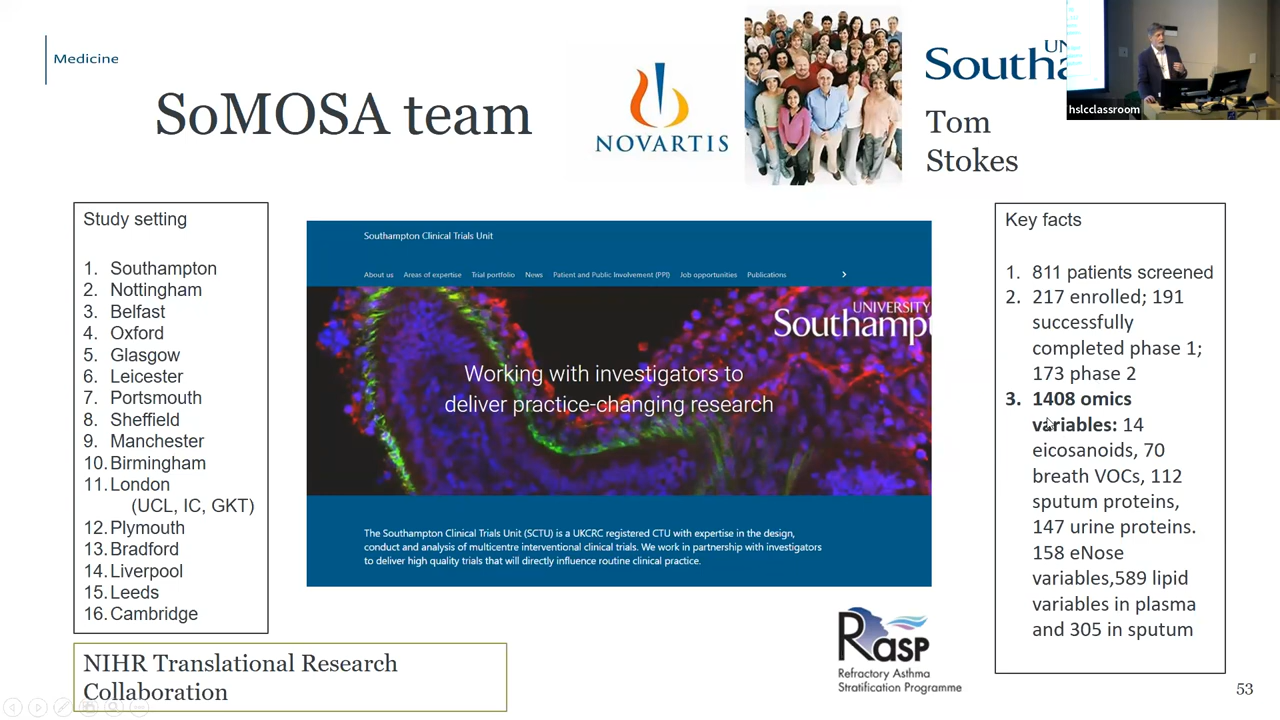 Medicine
SoMOSA team
NOVARTIS
Tom
Stokes
hslcclassroom
Study setting
1. Southampton
2. Nottingham
3. Belfast
4. Oxford
5. Glasgow
6. Leicester
7. Portsmouth
8. Sheffield
9. Manchester
10. Birmingham
11. London
(UCL, IC, GKT)
12. Plymouth
13. Bradford
14. Liverpool
15. Leeds
16. Cambridge
NIHR Translational Research
Collaboration
Southampton Clinical Trials Unit
About us Areas of expertise Trial portfolio News Patient and Public Involvement (PPI) Job opportunities Publications
UNIVERSITY
Working with investigators to
deliver practice-changing research
The Southampton Clinical Trials Unit (SCTU) is a UKCRC registered CTU with expertise in the design,
conduct and analysis of multicentre interventional clinical trials. We work in partnership with investigators
to deliver high quality trials that will directly influence routine clinical practice.
RASP
Refractory Asthma
Stratification Programme
Key facts
1. 811 patients screened
2. 217 enrolled; 191
successfully
completed phase 1;
173 phase 2
3. 1408 omics
variables: 14
eicosanoids, 70
breath VOCs, 112
sputum proteins,
147 urine proteins.
158 eNose
variables,589 lipid
variables in plasma
and 305 in sputum
53